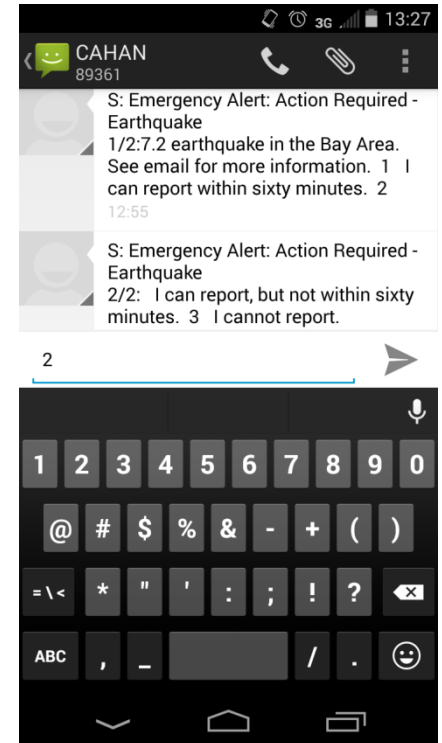 3G 13:27
CAHAN
89361
S: Emergency Alert: Action Required -
Earthquake
1/2:7.2 earthquake in the Bay Area.
See email for more information.  1   I
can report within sixty minutes.  2
12:55
S: Emergency Alert: Action Required -
Earthquake
2/2:   I can report, but not within sixty
minutes.  3   I cannot report.
2
1 2 3 4 5 6 7 8 9 0
@ # $ % & - + ( )
= \ < * " ' : ; ! ?
ABC , _ / .